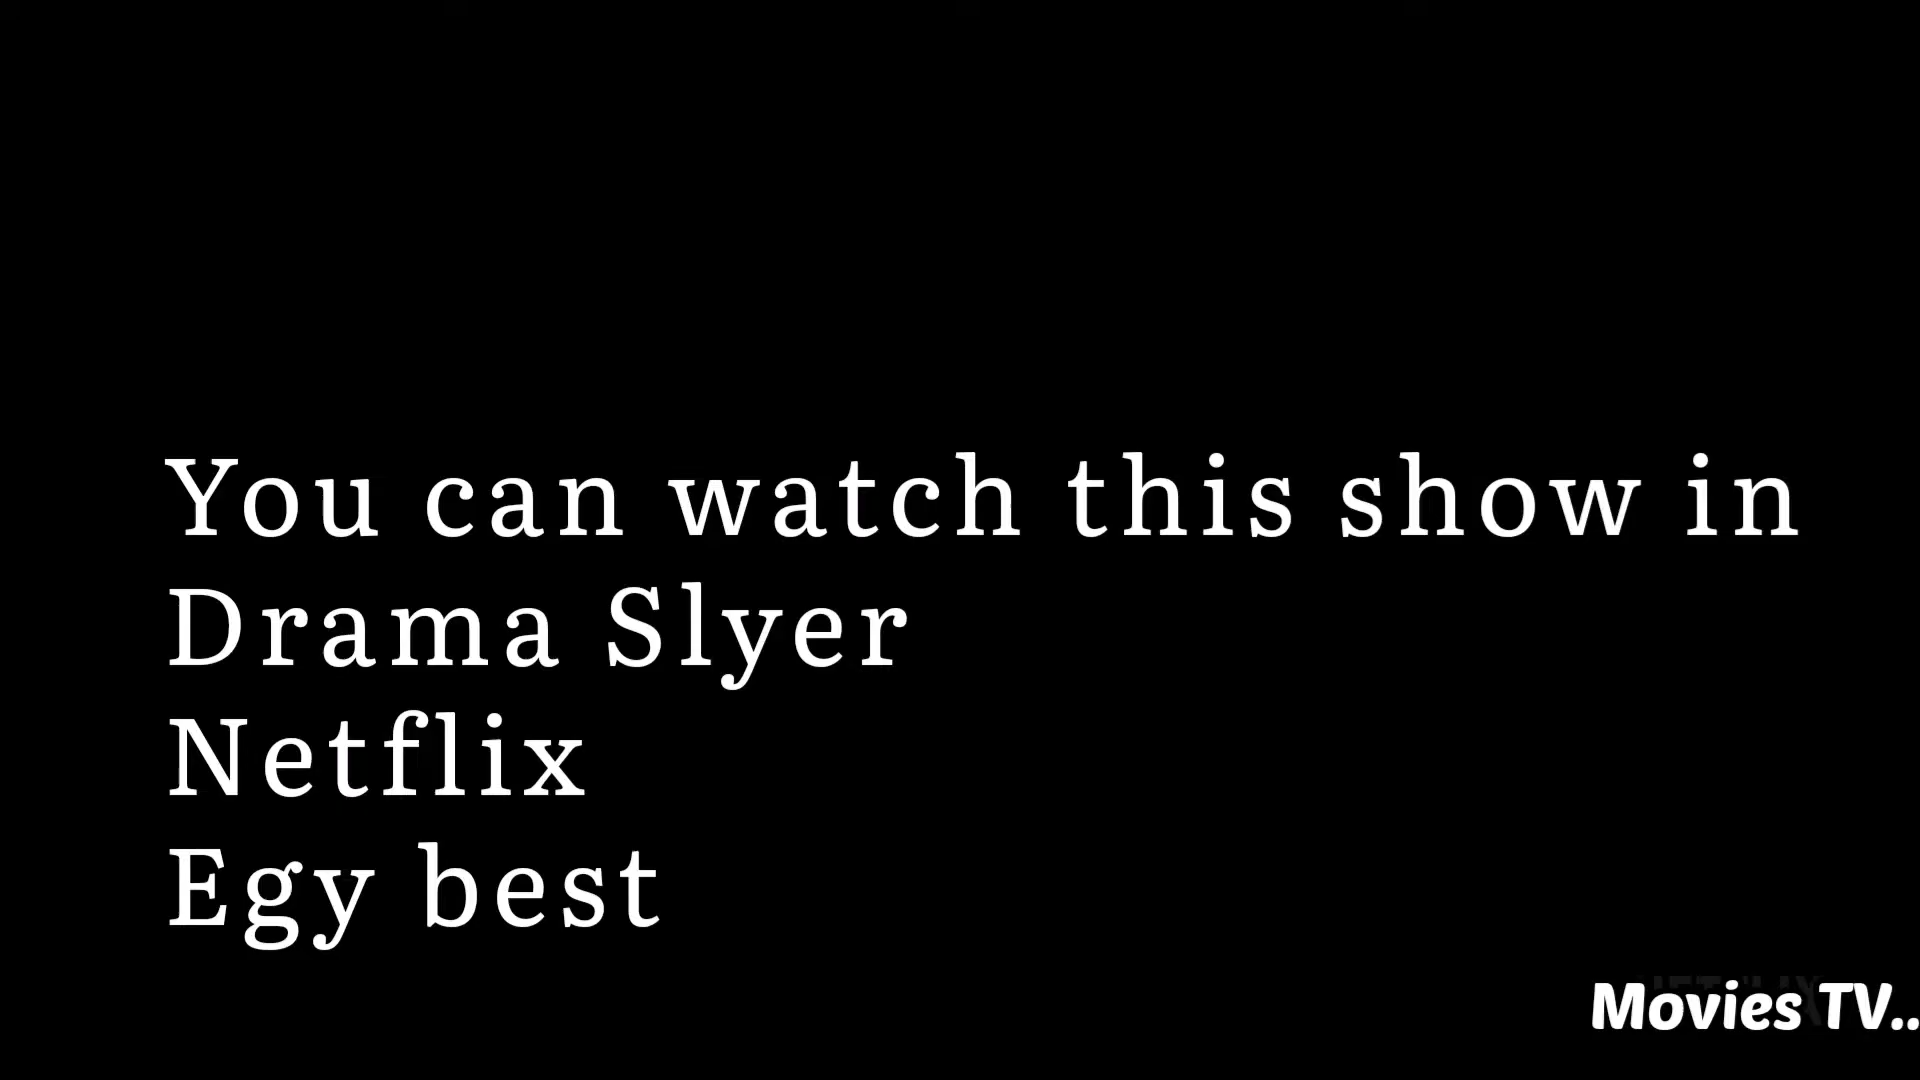 You can watch this show in
Drama Slyer
Netflix
Egy best
Movies TV..